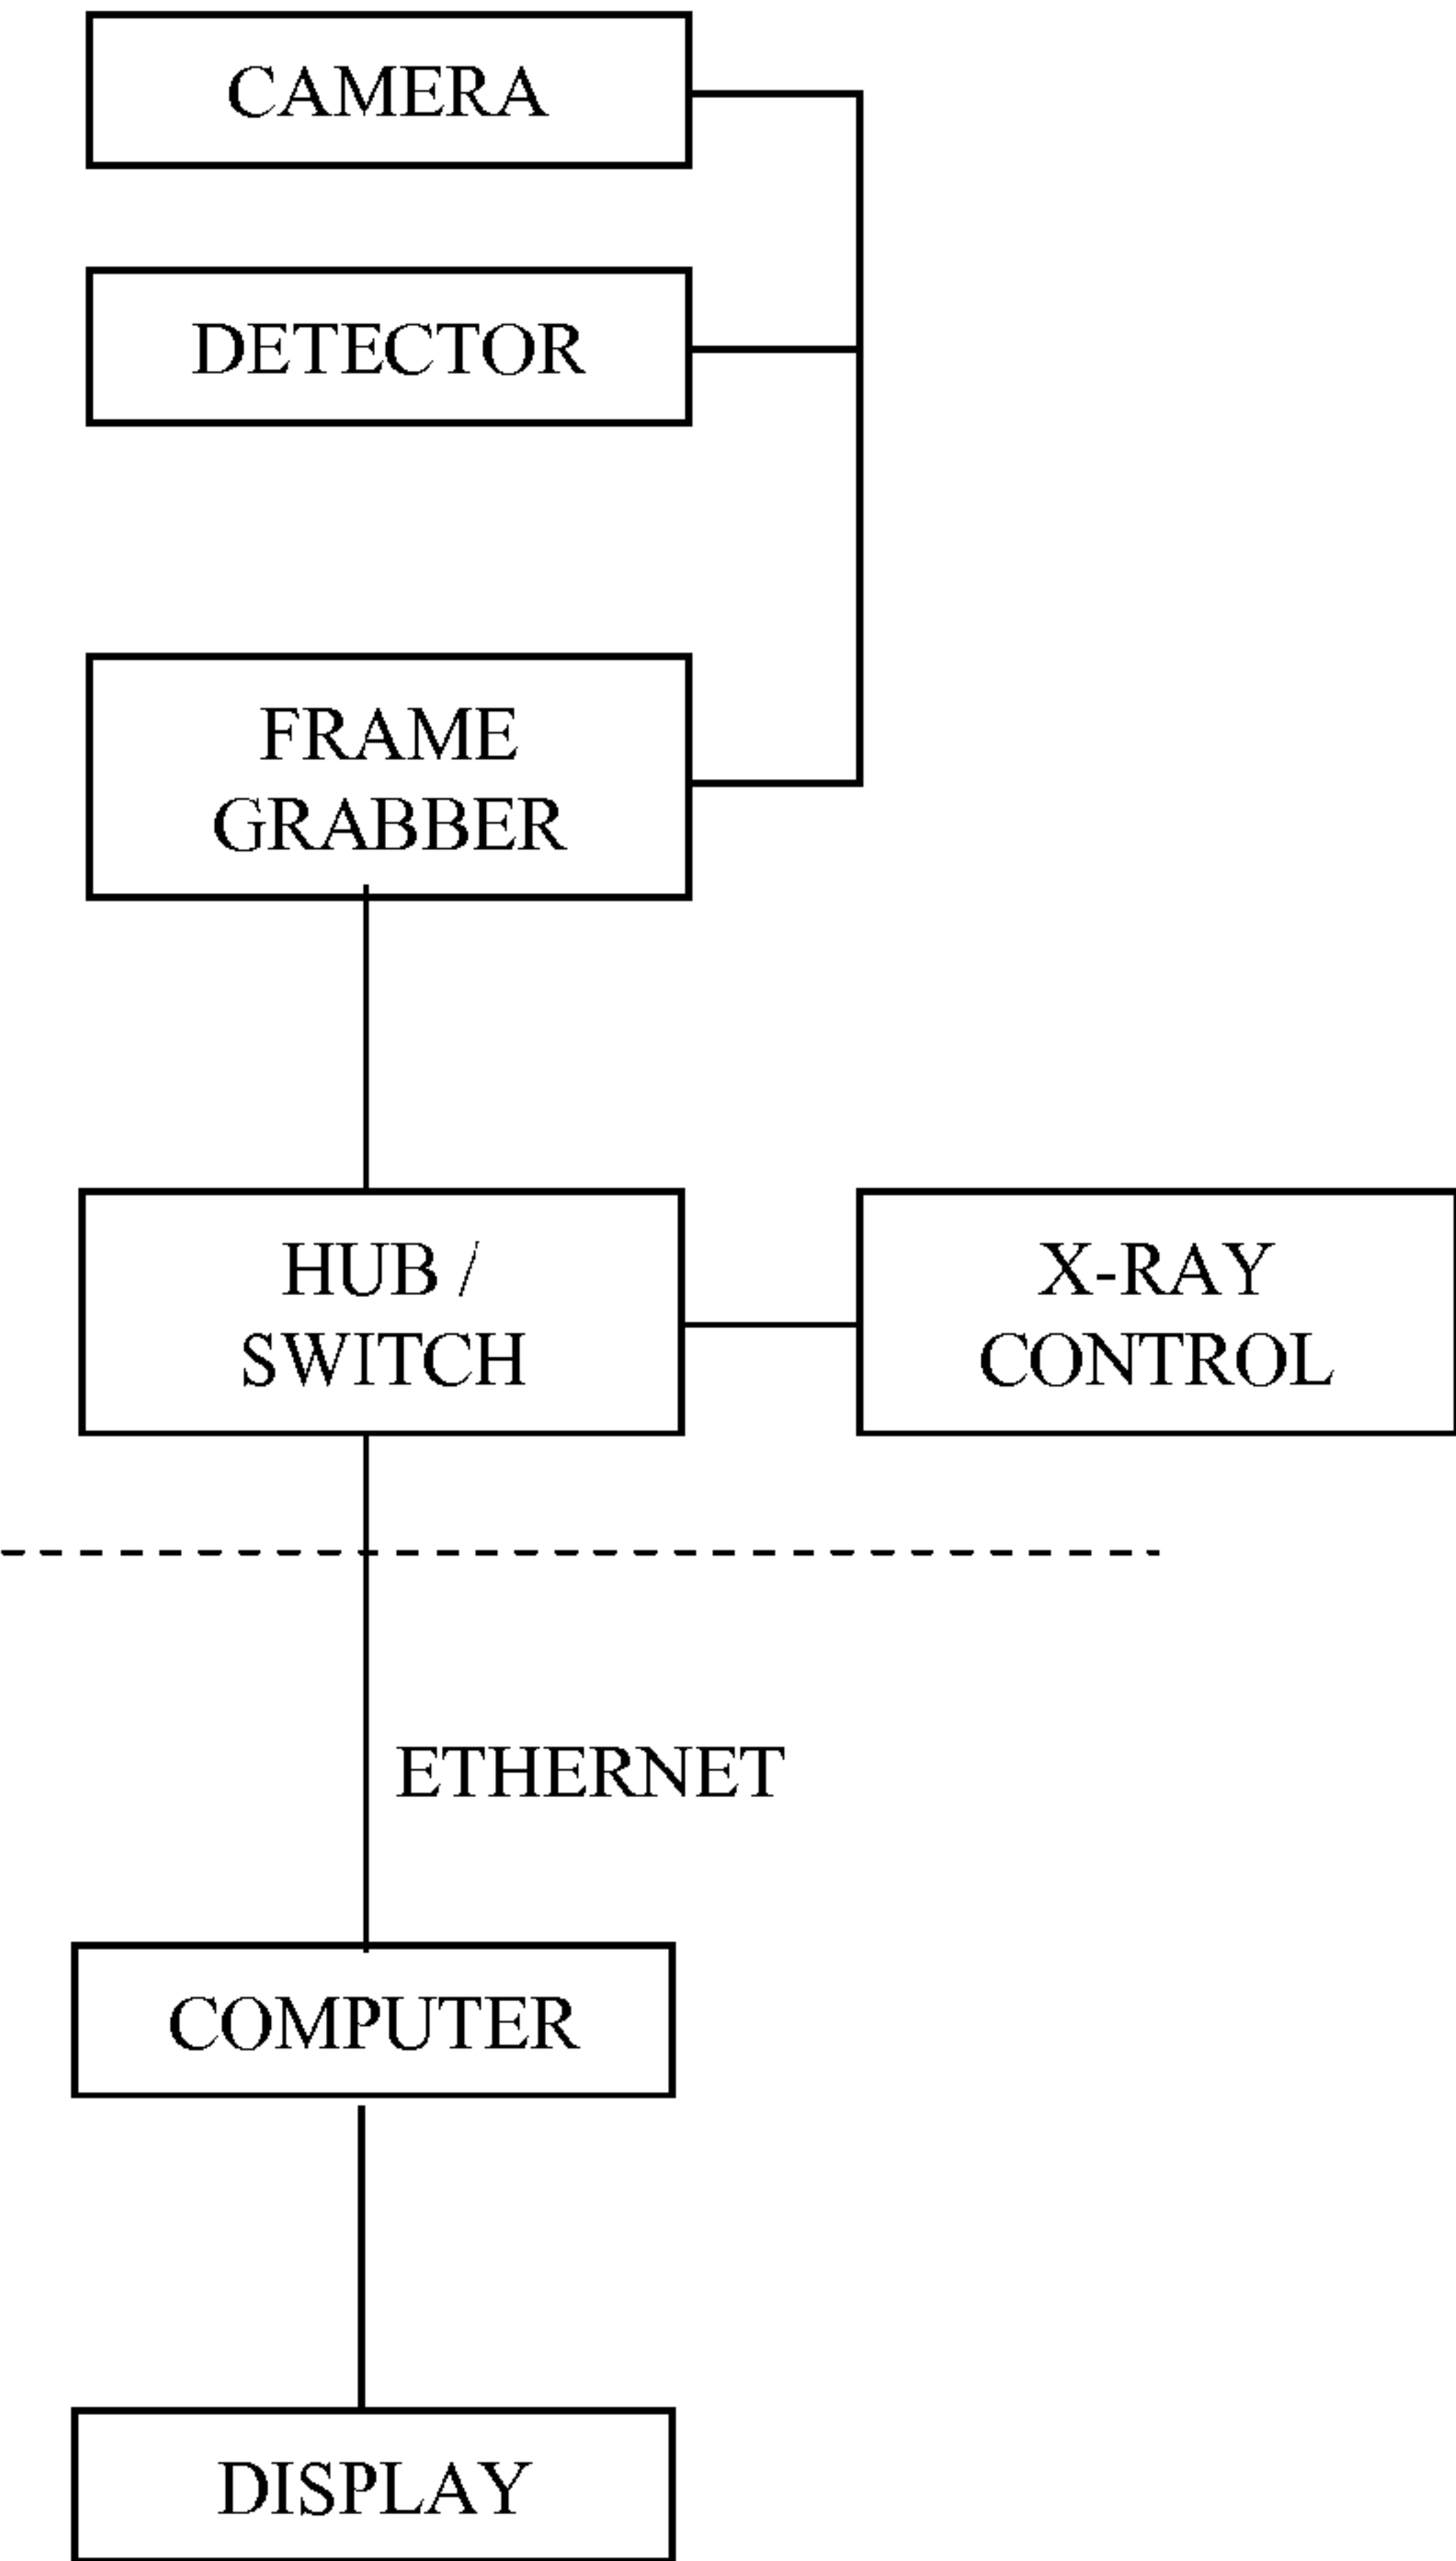 CAMERA
DETECTOR
FRAME
GRABBER
HUB /
SWITCH
X-RAY
CONTROL
ETHERNET
COMPUTER
DISPLAY